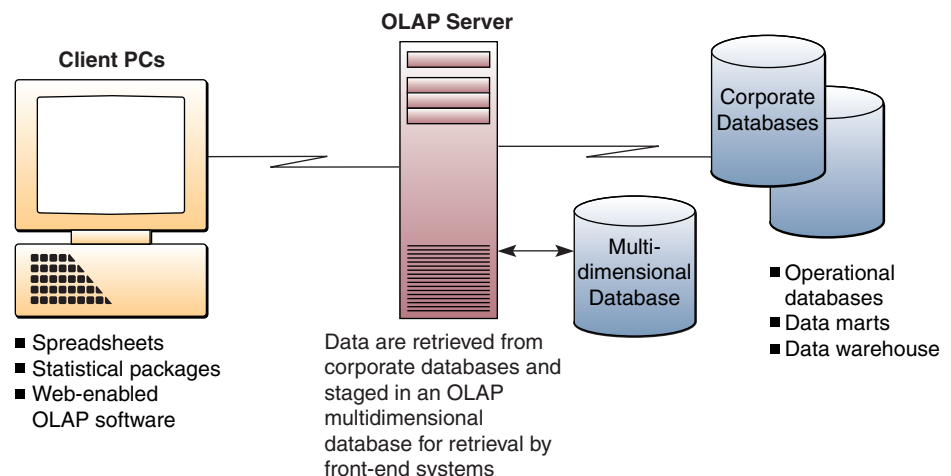 OLAP Server
Client PCs
Corporate
Databases
Multi-
dimensional
Database
■ Operational
databases
■ Data marts
■ Data warehouse
■ Spreadsheets
■ Statistical packages
■ Web-enabled
OLAP software
Data are retrieved from
corporate databases and
staged in an OLAP
multidimensional
database for retrieval by
front-end systems